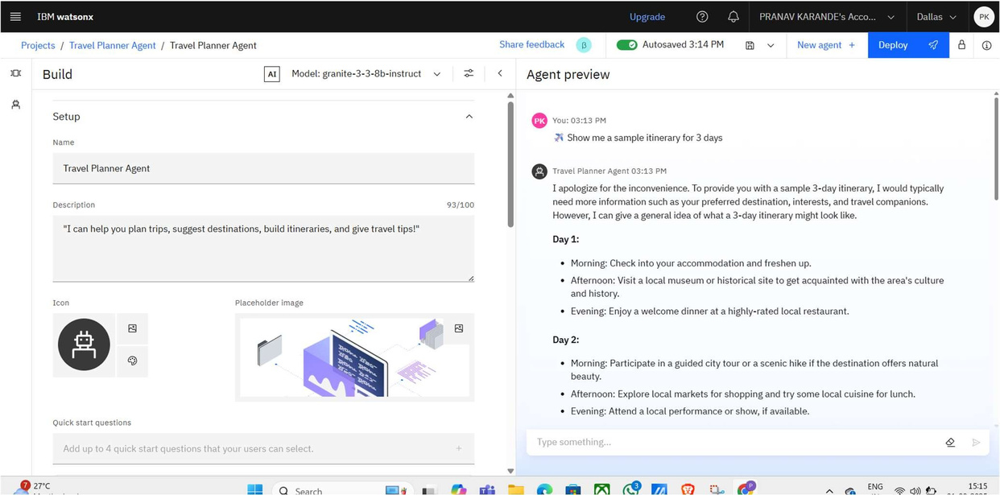 IBM watsonx
Upgrade
PRANAV KARANDE's Acco...
Dallas
PK
Projects / Travel Planner Agent / Travel Planner Agent
Share feedback
β
Autosaved 3:14 PM
New agent +
Deploy
Build
AI
Model: granite-3-3-8b-instruct
Agent preview
Setup
Name
Travel Planner Agent
Description
93/100
"I can help you plan trips, suggest destinations, build itineraries, and give travel tips!"
Icon
Placeholder image
Quick start questions
Add up to 4 quick start questions that your users can select.
+
PK
You: 03:13 PM
✈️ Show me a sample itinerary for 3 days
Travel Planner Agent 03:13 PM
I apologize for the inconvenience. To provide you with a sample 3-day itinerary, I would typically
need more information such as your preferred destination, interests, and travel companions.
However, I can give a general idea of what a 3-day itinerary might look like.
Day 1:
• Morning: Check into your accommodation and freshen up.
• Afternoon: Visit a local museum or historical site to get acquainted with the area's culture
and history.
• Evening: Enjoy a welcome dinner at a highly-rated local restaurant.
Day 2:
• Morning: Participate in a guided city tour or a scenic hike if the destination offers natural
beauty.
• Afternoon: Explore local markets for shopping and try some local cuisine for lunch.
• Evening: Attend a local performance or show, if available.
Type something...
7
27°C
Search
3
P
ENG
15:15